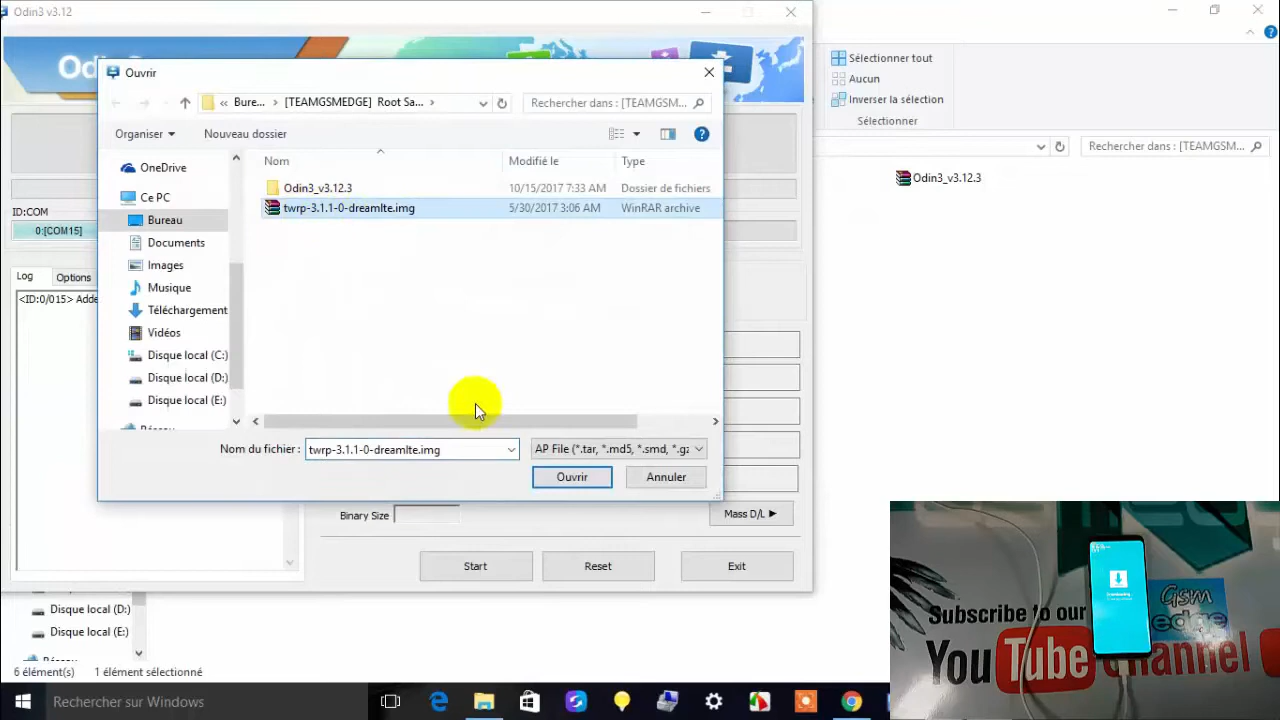 Odin3 v3.12
Od
Ouvrir
« Bure... > [TEAMGSMEDGE] Root Sa... >
Rechercher dans : [TEAMGSM...
Organiser
Nouveau dossier
Nom
Modifié le
Type
OneDrive
Ce PC
Bureau
Documents
Images
Musique
Téléchargement
Vidéos
Disque local (C:)
Disque local (D:)
Disque local (E:)
Odin3_v3.12.3
10/15/2017 7:33 AM
Dossier de fichiers
twrp-3.1.1-0-dreamlte.img
5/30/2017 3:06 AM
WinRAR archive
Nom du fichier :
twrp-3.1.1-0-dreamlte.img
AP File (*.tar, *.md5, *.smd, *.gz
Ouvrir
Annuler
ID:COM
0:[COM15]
Log
Options
<ID:0/015> Adde
Binary Size
Mass D/L
Start
Reset
Exit
Sélectionner tout
Aucun
Inverser la sélection
Sélectionner
Rechercher dans : [TEAMGSM...
Odin3_v3.12.3
Disque local (D:)
Disque local (E:)
6 élément(s)
1 élément sélectionné
Rechercher sur Windows
Subscribe to our
YouTube Channel
Gsm
edge